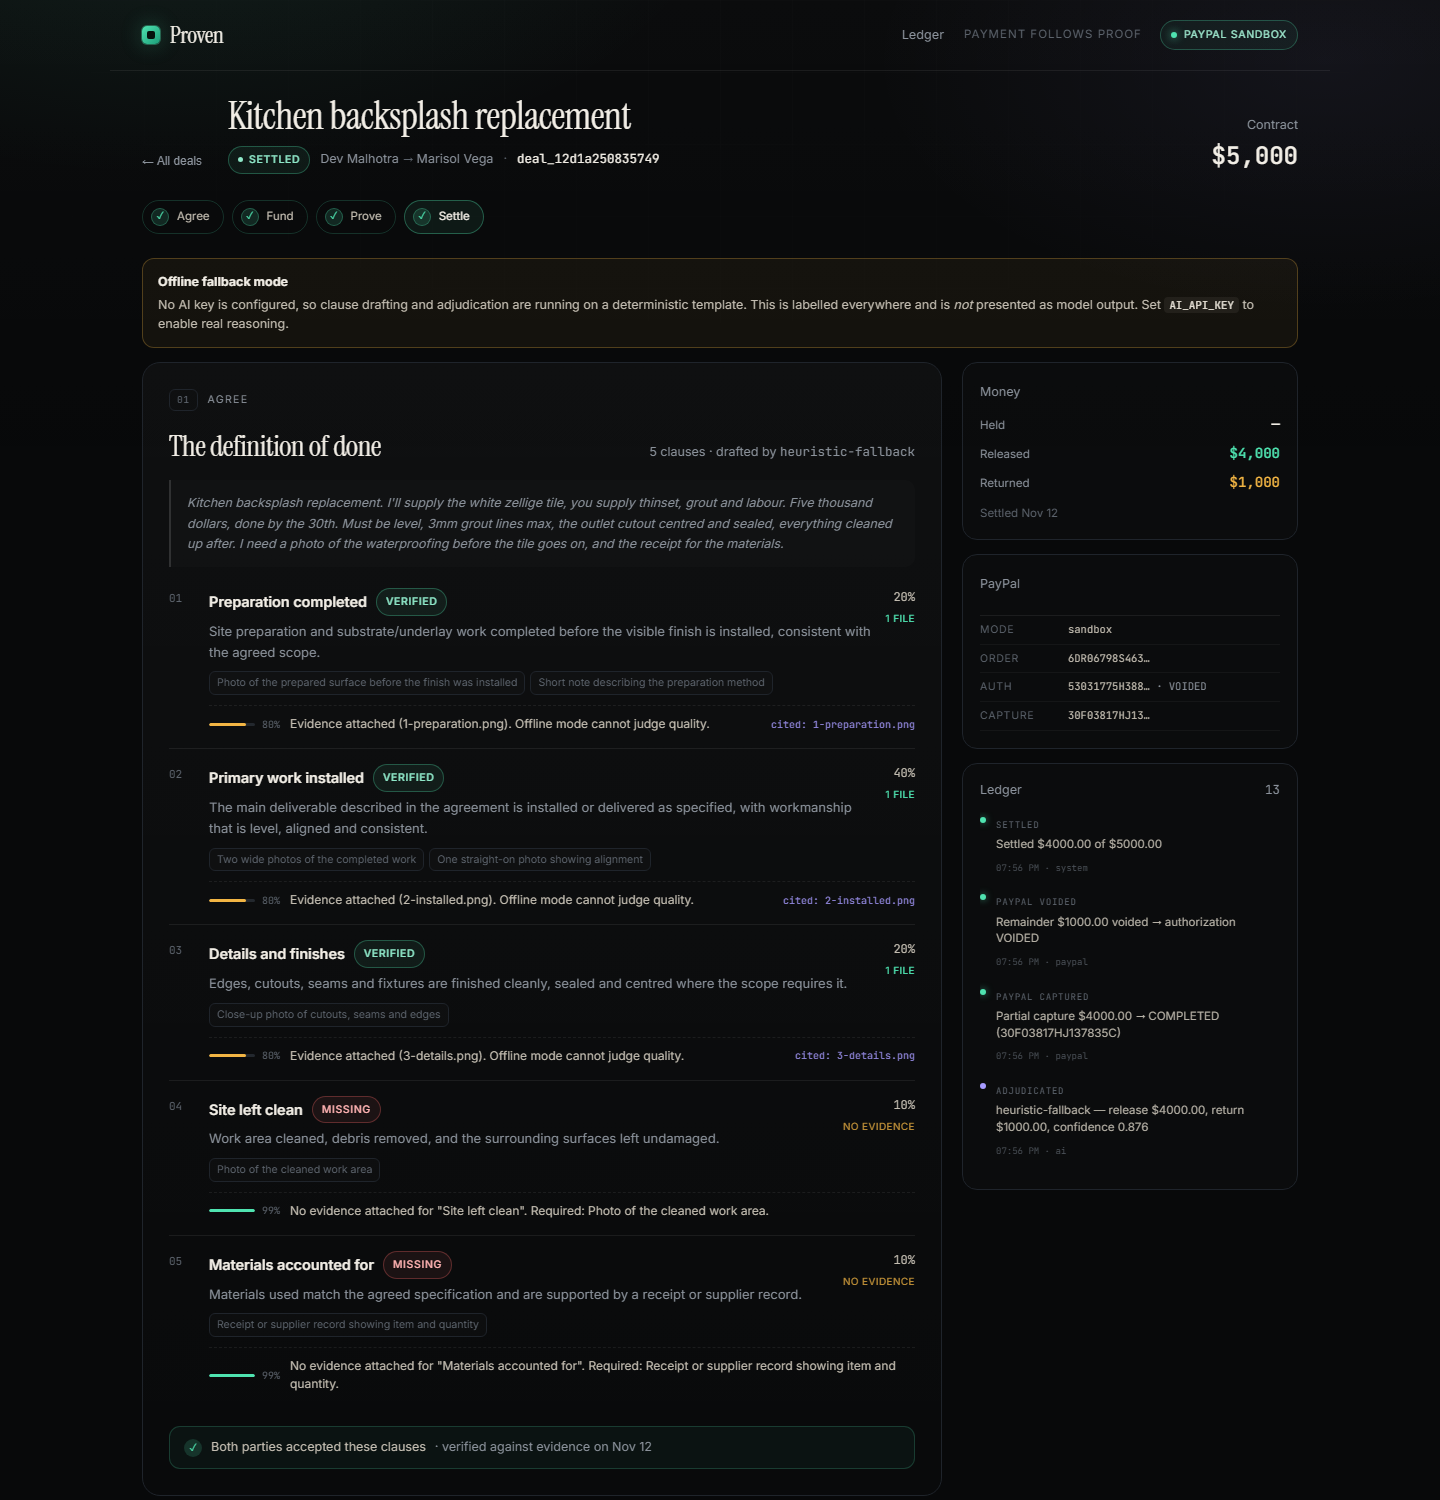 Proven
Ledger
PAYMENT FOLLOWS PROOF
PAYPAL SANDBOX
Kitchen backsplash replacement
← All deals
SETTLED
Dev Malhotra → Marisol Vega · deal_12d1a250835749
Contract
$5,000
✓ Agree
✓ Fund
✓ Prove
✓ Settle
Offline fallback mode
No AI key is configured, so clause drafting and adjudication are running on a deterministic template. This is labelled everywhere and is not presented as model output. Set AI_API_KEY to
enable real reasoning.
01 AGREE
The definition of done
5 clauses · drafted by heuristic-fallback
Kitchen backsplash replacement. I'll supply the white zellige tile, you supply thinset, grout and labour. Five thousand
dollars, done by the 30th. Must be level, 3mm grout lines max, the outlet cutout centred and sealed, everything cleaned
up after. I need a photo of the waterproofing before the tile goes on, and the receipt for the materials.
01 Preparation completed VERIFIED 20%
1 FILE
Site preparation and substrate/underlay work completed before the visible finish is installed, consistent with
the agreed scope.
Photo of the prepared surface before the finish was installed
Short note describing the preparation method
80% Evidence attached (1-preparation.png). Offline mode cannot judge quality. cited: 1-preparation.png
02 Primary work installed VERIFIED 40%
1 FILE
The main deliverable described in the agreement is installed or delivered as specified, with workmanship
that is level, aligned and consistent.
Two wide photos of the completed work
One straight-on photo showing alignment
80% Evidence attached (2-installed.png). Offline mode cannot judge quality. cited: 2-installed.png
03 Details and finishes VERIFIED 20%
1 FILE
Edges, cutouts, seams and fixtures are finished cleanly, sealed and centred where the scope requires it.
Close-up photo of cutouts, seams and edges
80% Evidence attached (3-details.png). Offline mode cannot judge quality. cited: 3-details.png
04 Site left clean MISSING 10%
NO EVIDENCE
Work area cleaned, debris removed, and the surrounding surfaces left undamaged.
Photo of the cleaned work area
99% No evidence attached for "Site left clean". Required: Photo of the cleaned work area.
05 Materials accounted for MISSING 10%
NO EVIDENCE
Materials used match the agreed specification and are supported by a receipt or supplier record.
Receipt or supplier record showing item and quantity
99% No evidence attached for "Materials accounted for". Required: Receipt or supplier record showing item and
quantity.
✓ Both parties accepted these clauses · verified against evidence on Nov 12
Money
Held —
Released $4,000
Returned $1,000
Settled Nov 12
PayPal
MODE sandbox
ORDER 6DR06798S463…
AUTH 53031775H388… · VOIDED
CAPTURE 30F03817HJ13…
Ledger 13
SETTLED
Settled $4000.00 of $5000.00
07:56 PM · system
PAYPAL VOIDED
Remainder $1000.00 voided → authorization
VOIDED
07:56 PM · paypal
PAYPAL CAPTURED
Partial capture $4000.00 → COMPLETED
(30F03817HJ137835C)
07:56 PM · paypal
ADJUDICATED
heuristic-fallback — release $4000.00, return
$1000.00, confidence 0.876
07:56 PM · ai